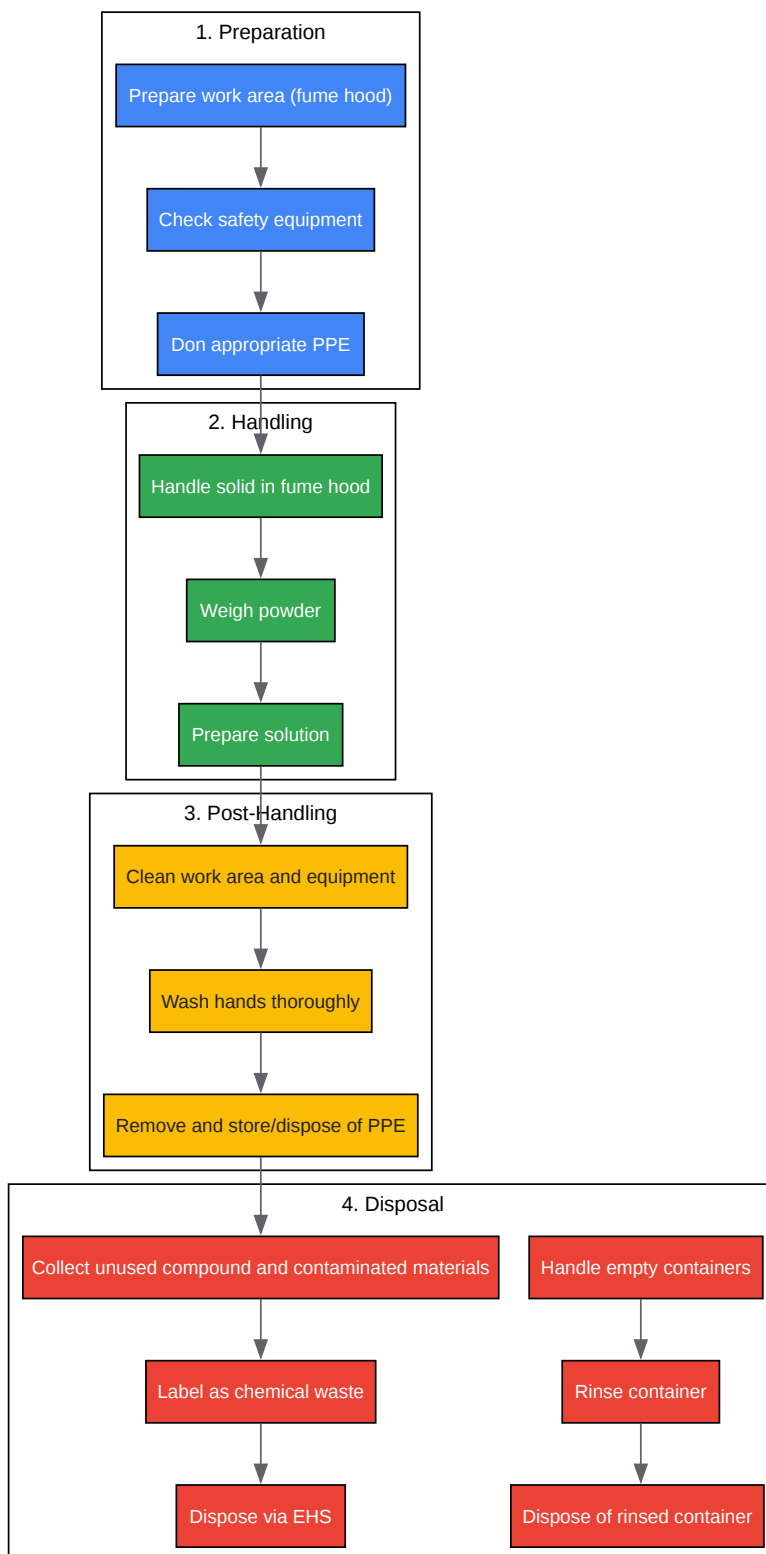 1. Preparation
Prepare work area (fume hood)
Check safety equipment
Don appropriate PPE
2. Handling
Handle solid in fume hood
Weigh powder
Prepare solution
3. Post-Handling
Clean work area and equipment
Wash hands thoroughly
Remove and store/dispose of PPE
4. Disposal
Collect unused compound and contaminated materials
Label as chemical waste
Dispose via EHS
Handle empty containers
Rinse container
Dispose of rinsed container